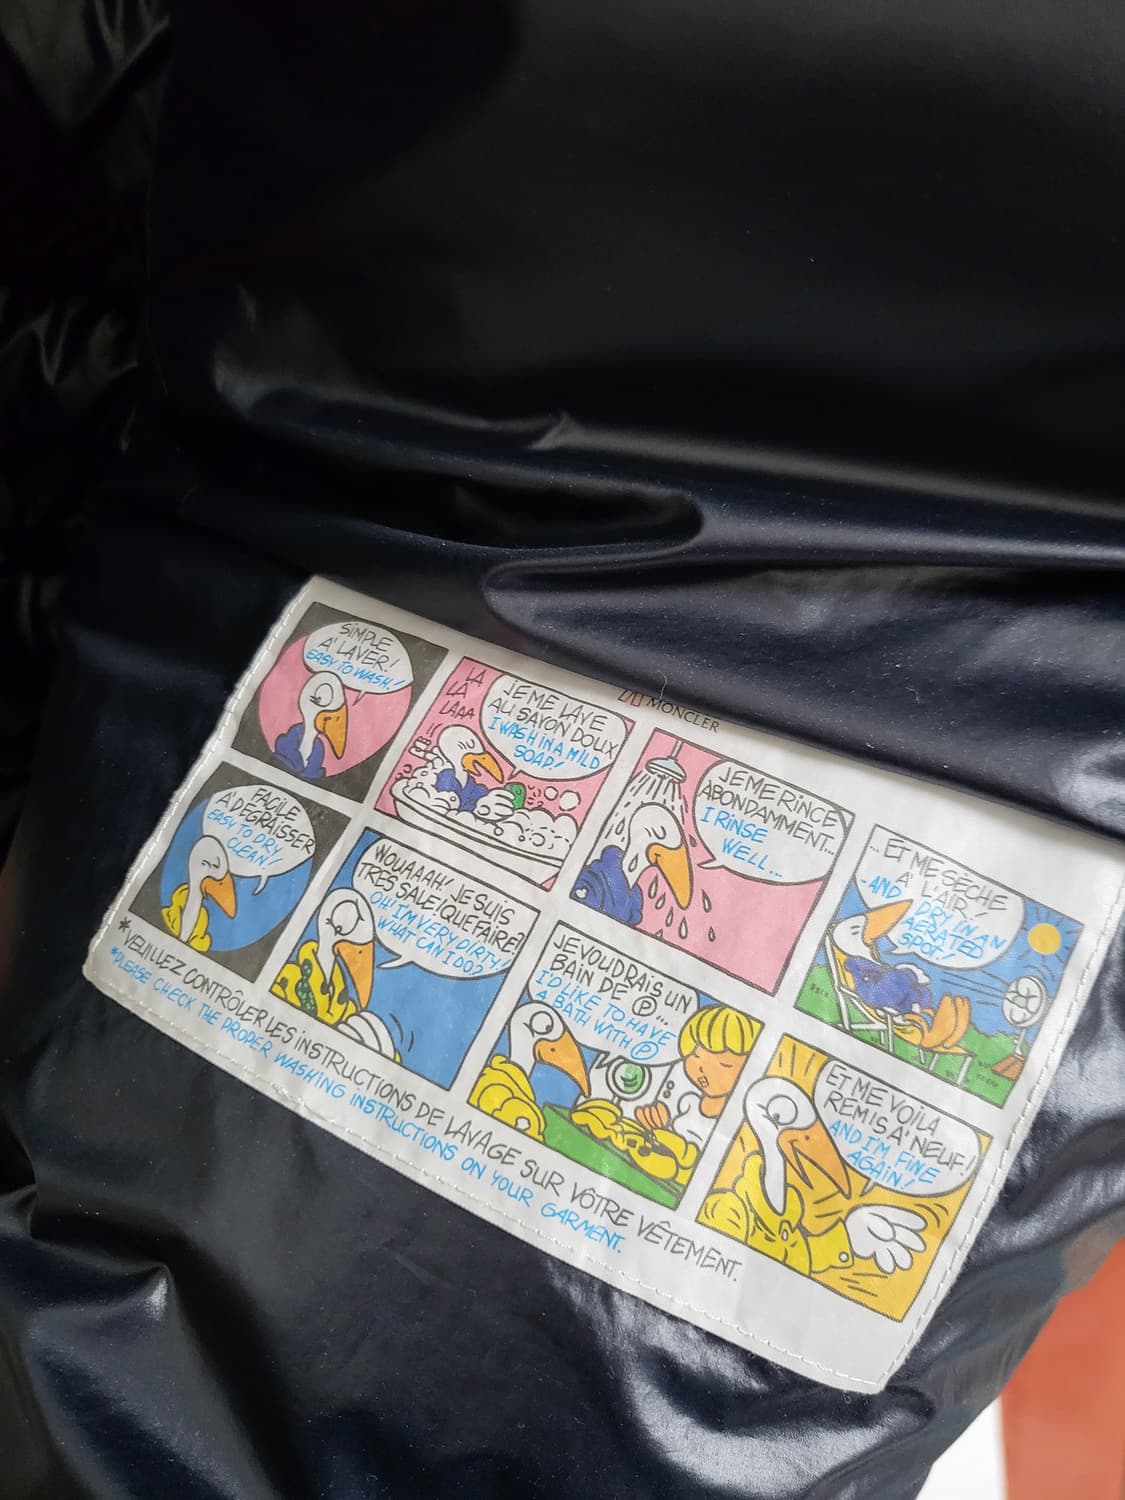 MONCLER
SIMPLE
A' LAVER!
EASY TO WASH!
LA
LA
LAAA
JE ME LAVE
AU SAVON DOUX
I WASH IN A MILD
SOAP!
JE ME RINCE
ABONDAMMENT...
I RINSE
WELL...
... ET ME SÈCHE
A' L'AIR!
-AND DRY IN AN
AERATED
SPOT!
FACILE
A' DEGRAISSER
EASY TO DRY
CLEAN!
WOUAAAH! JE SUIS
TRES SALE! QUE FAIRE?
OH! I'M VERY DIRTY!
WHAT CAN I DO?
JE VOUDRAIS UN
BAIN DE Ⓟ...
I'D LIKE TO HAVE
A BATH WITH Ⓟ
ET ME VOILA
REMIS A' NEUF!
AND I'M FINE
AGAIN!
*VEUILLEZ CONTRÔLER LES INSTRUCTIONS DE LAVAGE SUR VÔTRE VÊTEMENT.
*PLEASE CHECK THE PROPER WASHING INSTRUCTIONS ON YOUR GARMENT.